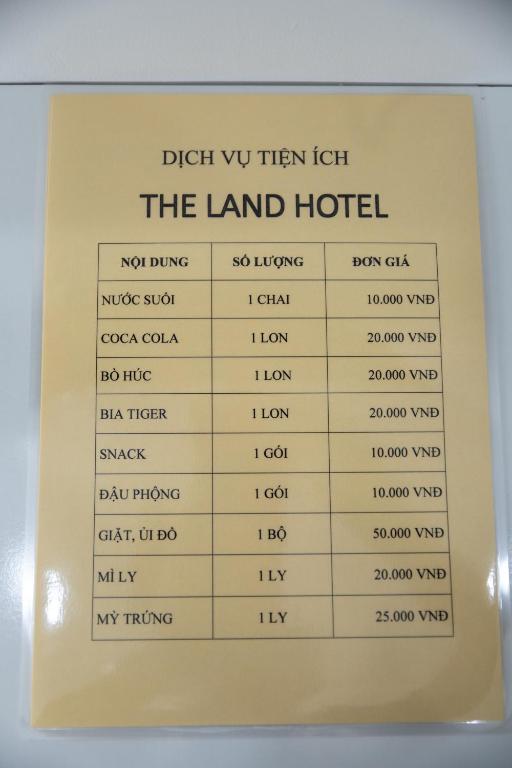 DỊCH VỤ TIỆN ÍCH
THE LAND HOTEL
NỘI DUNG SỐ LƯỢNG ĐƠN GIÁ
NƯỚC SUỐI 1 CHAI 10.000 VNĐ
COCA COLA 1 LON 20.000 VNĐ
BÒ HÚC 1 LON 20.000 VNĐ
BIA TIGER 1 LON 20.000 VNĐ
SNACK 1 GÓI 10.000 VNĐ
ĐẬU PHỘNG 1 GÓI 10.000 VNĐ
GIẶT, ỦI ĐỒ 1 BỘ 50.000 VNĐ
MÌ LY 1 LY 20.000 VNĐ
MỲ TRỨNG 1 LY 25.000 VNĐ